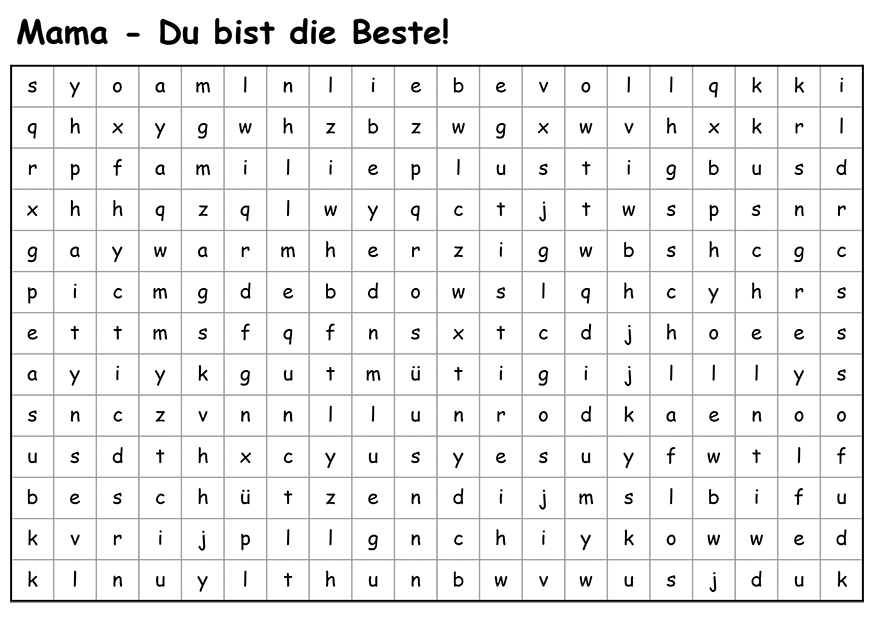 Mama - Du bist die Beste!
s y o a m l n l i e b e v o l l q k k i
q h x y g w h z b z w g x w v h x k r l
r p f a m i l i e p l u s t i g b u s d
x h h q z q l w y q c t j t w s p s n r
g a y w a r m h e r z i g w b s h c g c
p i c m g d e b d o w s l q h c y h r s
e t t m s f q f n s x t c d j h o e e s
a y i y k g u t m ü t i g i j l l l y s
s n c z v n n l l u n r o d k a e n o o
u s d t h x c y u s y e s u y f w t l f
b e s c h ü t z e n d i j m s l b i f u
k v r i j p l l g n c h i y k o w w e d
k l n u y l t h u n b w v w u s j d u k